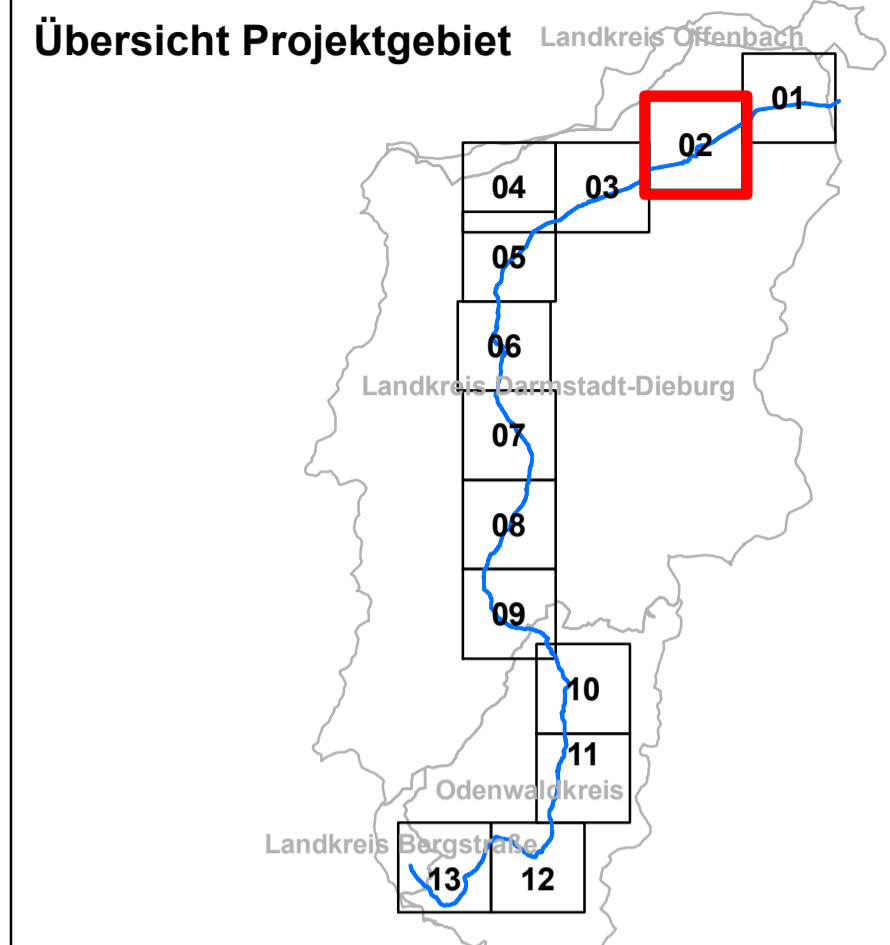 Übersicht Projektgebiet
Landkreis Offenbach
01
02
03
04
05
06
Landkreis Darmstadt-Dieburg
07
08
09
10
11
Odenwaldkreis
Landkreis Bergstraße
13
12